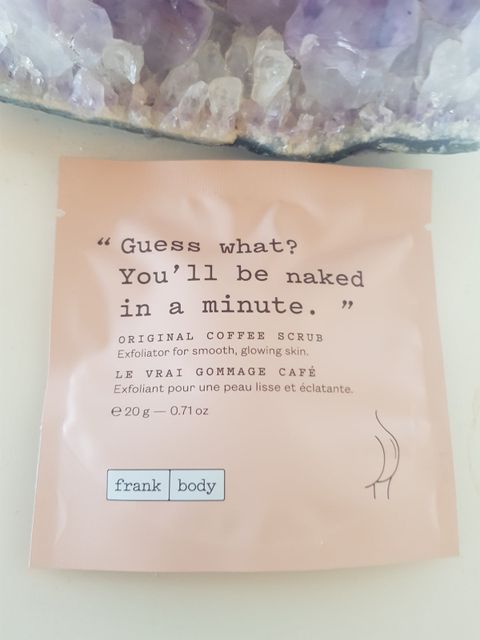 “ Guess what?
You’ll be naked
in a minute. ”
ORIGINAL COFFEE SCRUB
Exfoliator for smooth, glowing skin.
LE VRAI GOMMAGE CAFÉ
Exfoliant pour une peau lisse et éclatante.
℮ 20 g — 0.71 oz
frank body